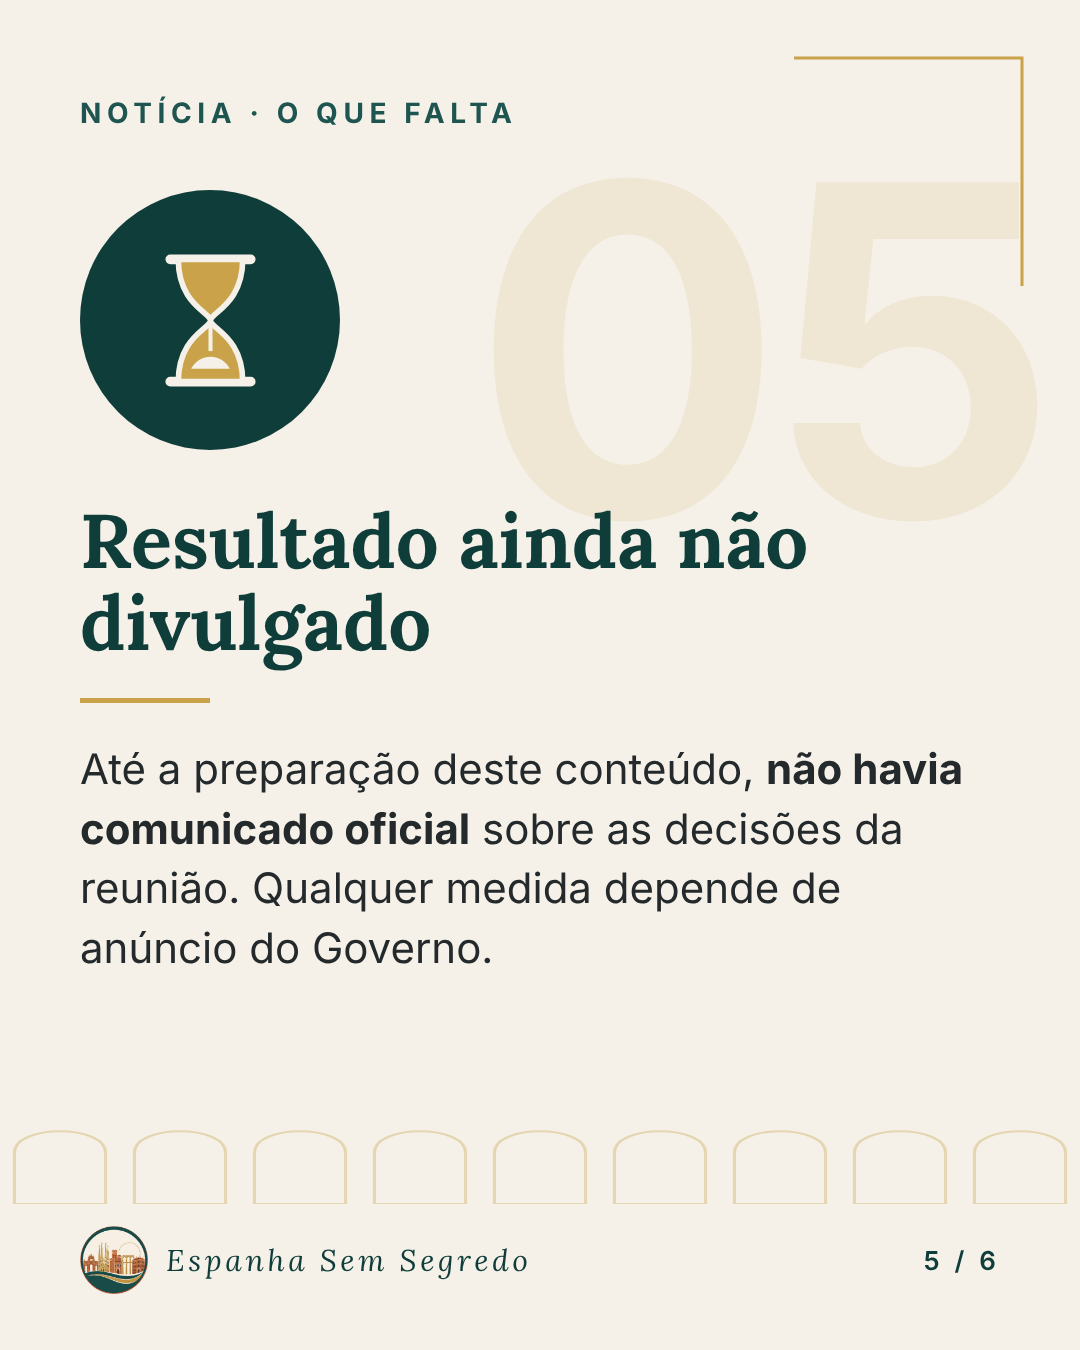 NOTÍCIA · O QUE FALTA
05
Resultado ainda não
divulgado
Até a preparação deste conteúdo, não havia
comunicado oficial sobre as decisões da
reunião. Qualquer medida depende de
anúncio do Governo.
Espanha Sem Segredo
5 / 6